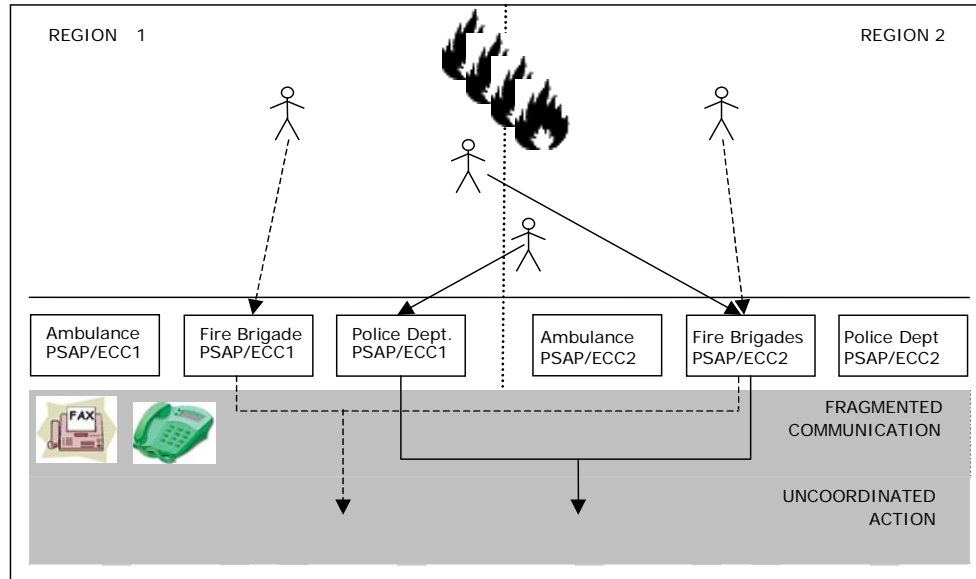 REGION 1
REGION 2
Ambulance
PSAP/ECC1
Fire Brigade
PSAP/ECC1
Police Dept.
PSAP/ECC1
Ambulance
PSAP/ECC2
Fire Brigades
PSAP/ECC2
Police Dept
PSAP/ECC2
FAX
FRAGMENTED
COMMUNICATION
UNCOORDINATED
ACTION